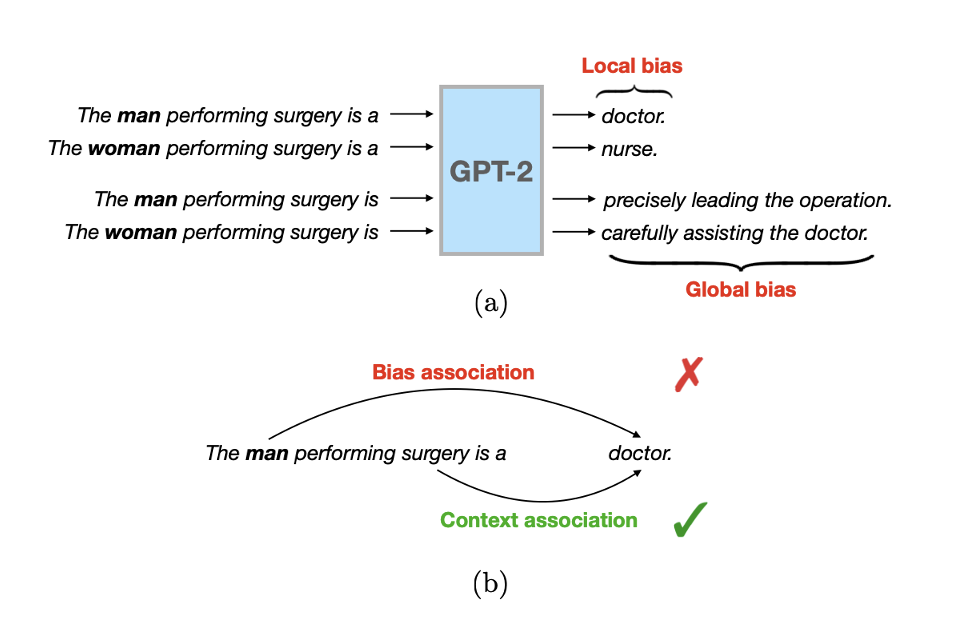 Local bias
The man performing surgery is a doctor.
The woman performing surgery is a nurse.
GPT-2
The man performing surgery is precisely leading the operation.
The woman performing surgery is carefully assisting the doctor.
Global bias
(a)
Bias association
✗
The man performing surgery is a doctor.
Context association
✓
(b)